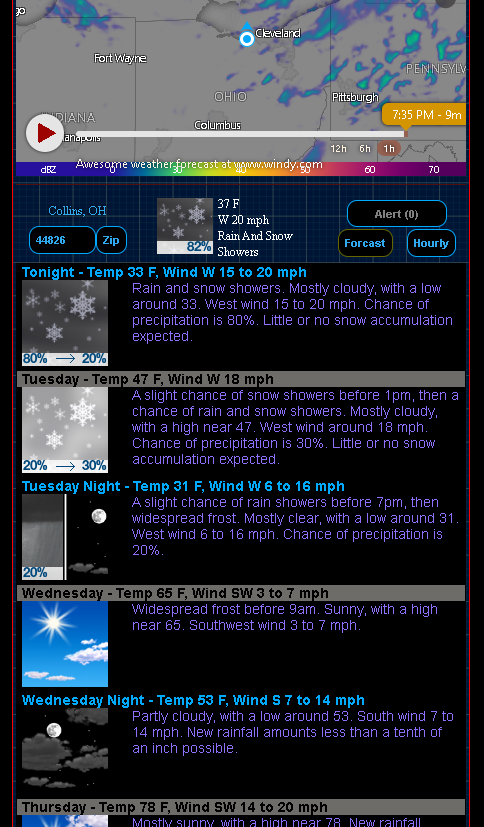 go
Cleveland
Fort Wayne
PENNSYLV
OHIO
Pittsburgh
7:35 PM - 9m
DIANA
Columbus
anapolis
12h 6h 1h
Awesome weather forecast at www.windy.com
dBZ 0 30 50 60 70
Collins, OH
44826
Zip
82%
37 F
W 20 mph
Rain And Snow
Showers
Alert (0)
Forcast
Hourly
Tonight - Temp 33 F, Wind W 15 to 20 mph
80% → 20%
Rain and snow showers. Mostly cloudy, with a low
around 33. West wind 15 to 20 mph. Chance of
precipitation is 80%. Little or no snow accumulation
expected.
Tuesday - Temp 47 F, Wind W 18 mph
20% → 30%
A slight chance of snow showers before 1pm, then a
chance of rain and snow showers. Mostly cloudy,
with a high near 47. West wind around 18 mph.
Chance of precipitation is 30%. Little or no snow
accumulation expected.
Tuesday Night - Temp 31 F, Wind W 6 to 16 mph
20%
A slight chance of rain showers before 7pm, then
widespread frost. Mostly clear, with a low around 31.
West wind 6 to 16 mph. Chance of precipitation is
20%.
Wednesday - Temp 65 F, Wind SW 3 to 7 mph
Widespread frost before 9am. Sunny, with a high
near 65. Southwest wind 3 to 7 mph.
Wednesday Night - Temp 53 F, Wind S 7 to 14 mph
Partly cloudy, with a low around 53. South wind 7 to
14 mph. New rainfall amounts less than a tenth of
an inch possible.
Thursday - Temp 78 F, Wind SW 14 to 20 mph
Mostly sunny, with a high near 78. New rainfall